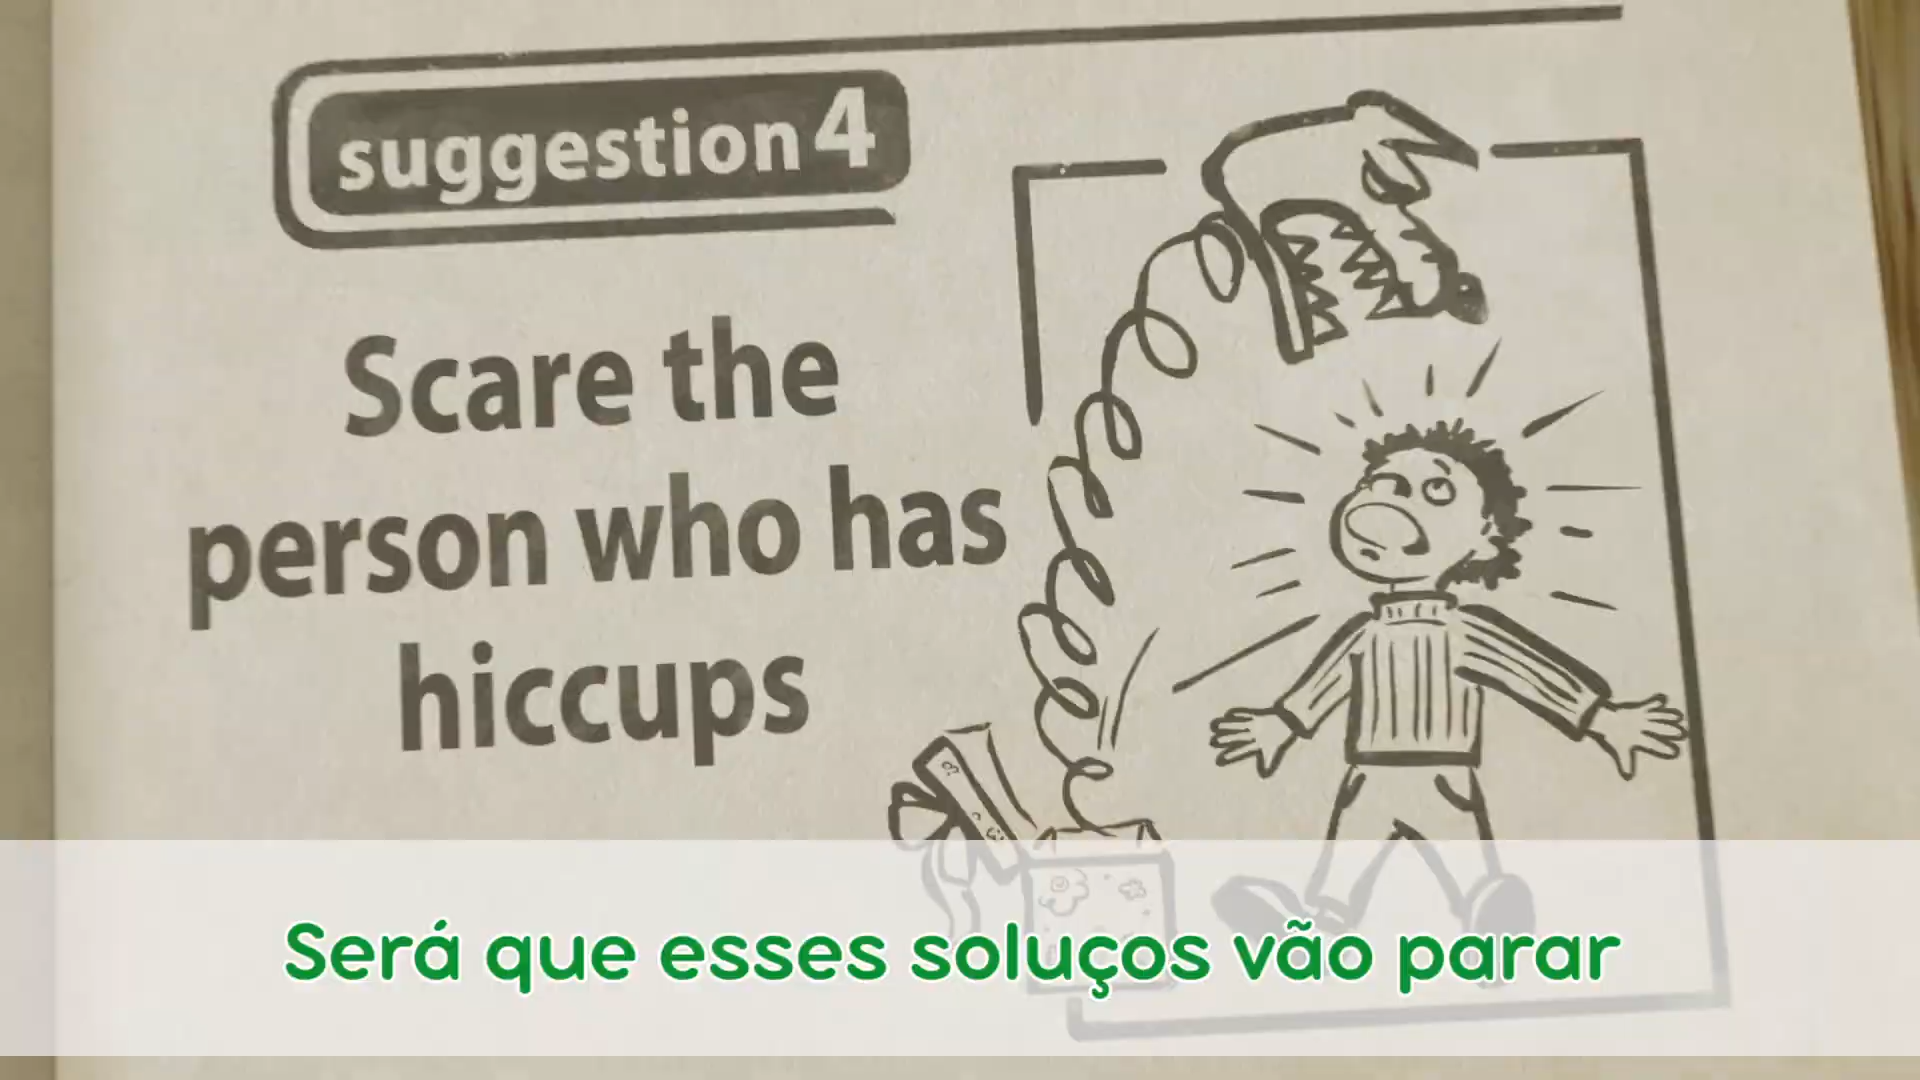 suggestion 4
Scare the
person who has
hiccups
Será que esses soluços vão parar